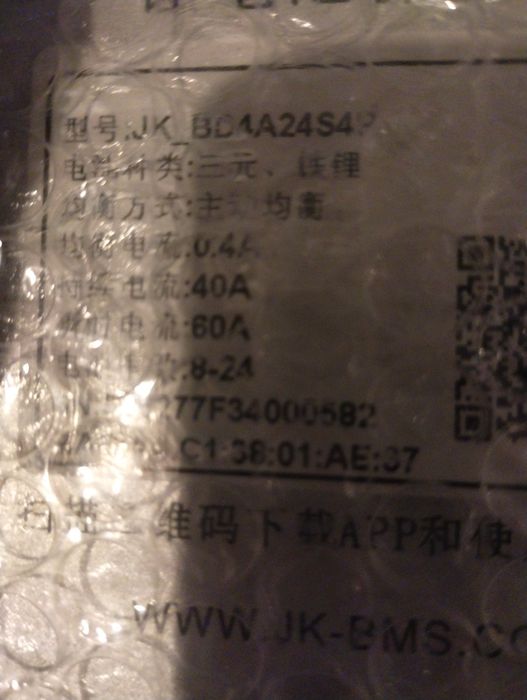 型号:JK_BD4A24S4P
电池种类:三元、铁锂
均衡方式:主动均衡
均衡电流:0.4A
持续电流:40A
瞬时电流:60A
8-24
277F34000582
C1:38:01:AE:37
扫描二维码下载APP和使
WWW.JK-BMS.CO